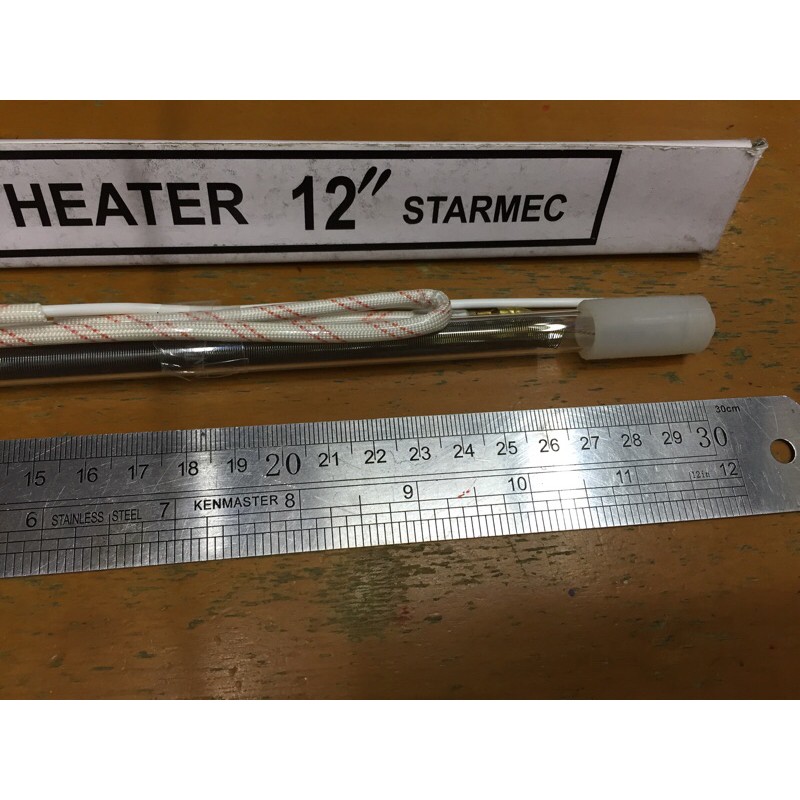 HEATER 12" STARMEC
30cm
15 16 17 18 19 20 21 22 23 24 25 26 27 28 29 30
6 STAINLESS STEEL 7 KENMASTER 8 9 10 11 12in 12